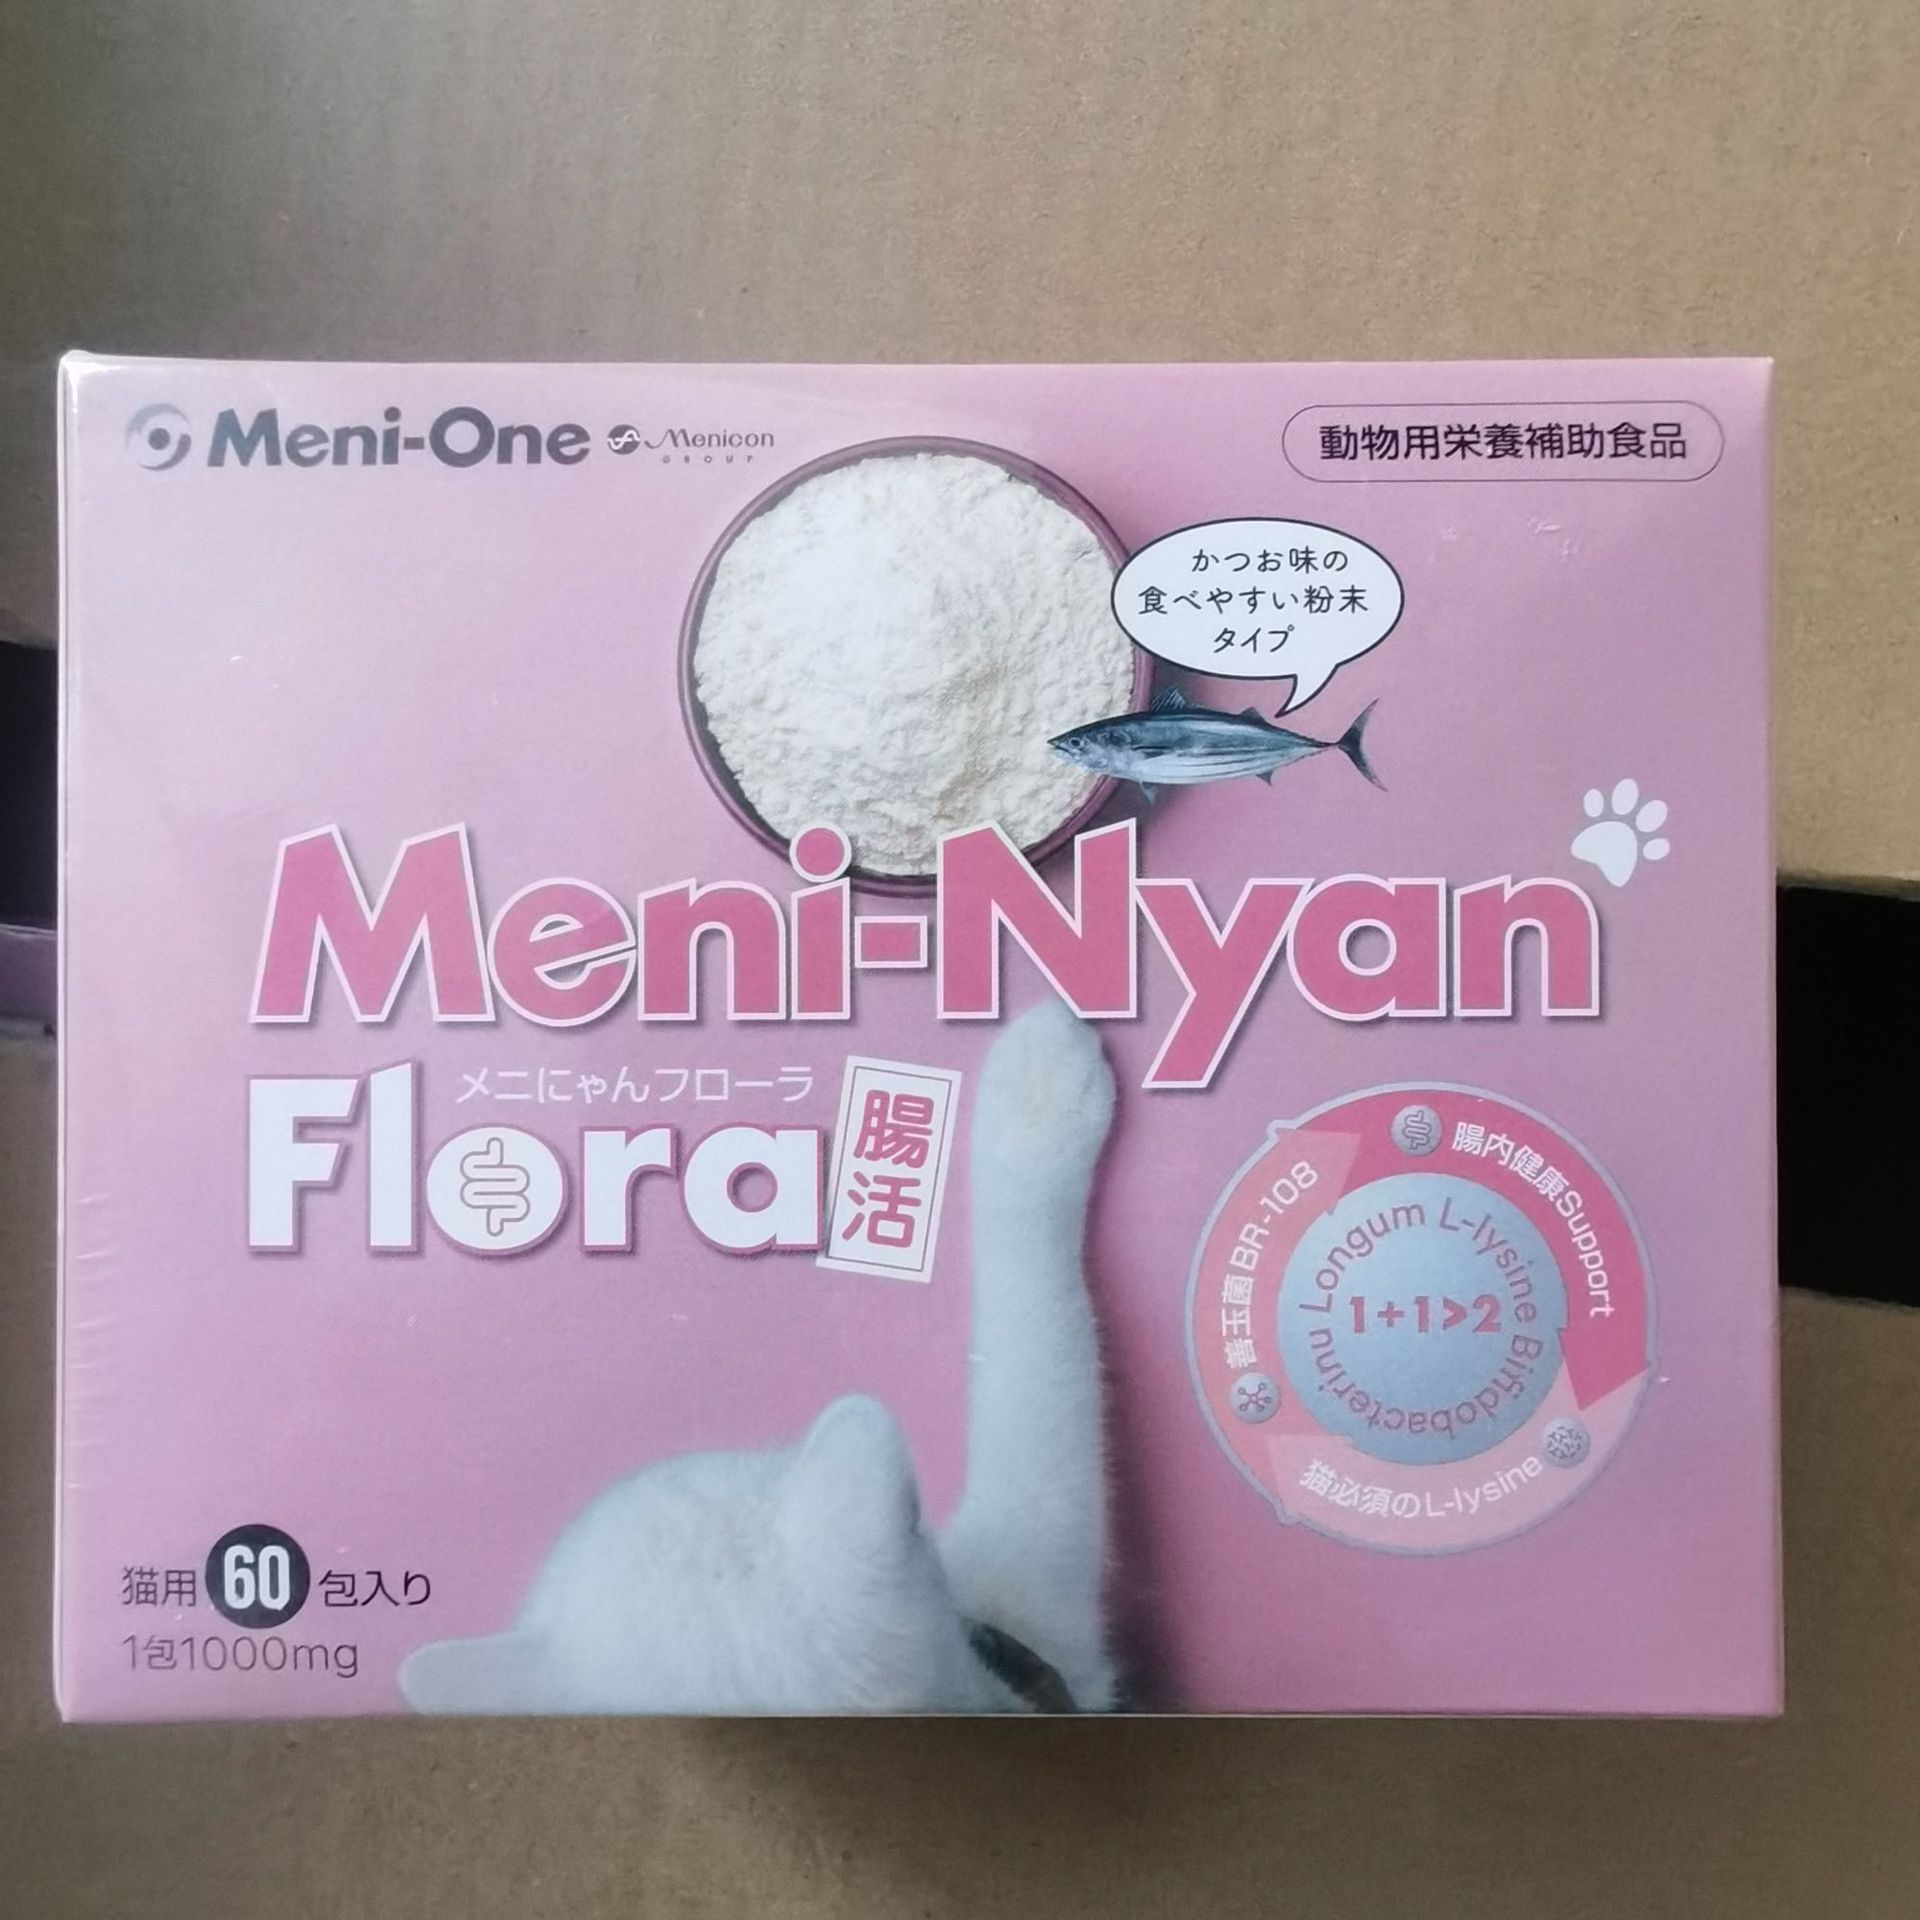 Meni-One Menicon
GROUP
動物用栄養補助食品
かつお味の
食べやすい粉末
タイプ
Meni-Nyan
メニにゃんフローラ
Flora
腸活
腸内健康Support
善玉菌BR-108
猫必須のL-lysine
Longum L-lysine Bifidobacterinu
1+1>2
猫用60包入り
1包1000mg